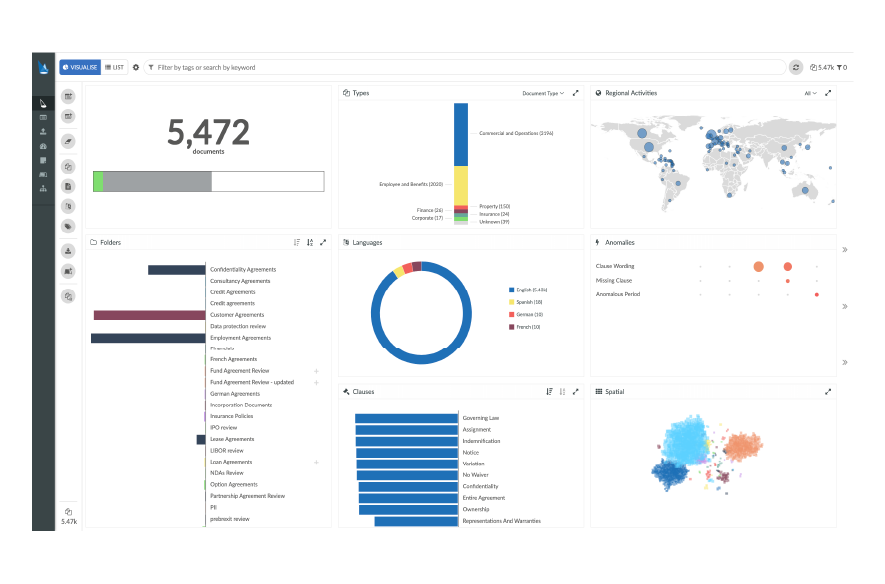 VISUALISE
LIST
Filter by tags or search by keyword
5.47k
0
5,472
documents
Types
Document Type
Commercial and Operations (3196)
Employee and Benefits (2020)
Finance (26)
Corporate (17)
Property (150)
Insurance (24)
Unknown (39)
Regional Activities
All
Folders
Confidentiality Agreements
Consultancy Agreements
Credit Agreements
Credit agreements
Customer Agreements
Data protection review
Employment Agreements
French Agreements
Fund Agreement Review
Fund Agreement Review - updated
German Agreements
Incorporation Documents
Insurance Policies
IPO review
Lease Agreements
LIBOR review
Loan Agreements
NDAs Review
Option Agreements
Partnership Agreement Review
PII
prebrexit review
5.47k
Languages
English (5.43k)
Spanish (18)
German (10)
French (10)
Anomalies
Clause Wording
Missing Clause
Anomalous Period
Clauses
Governing Law
Assignment
Indemnification
Notice
Variation
No Waiver
Confidentiality
Entire Agreement
Ownership
Representations And Warranties
Spatial